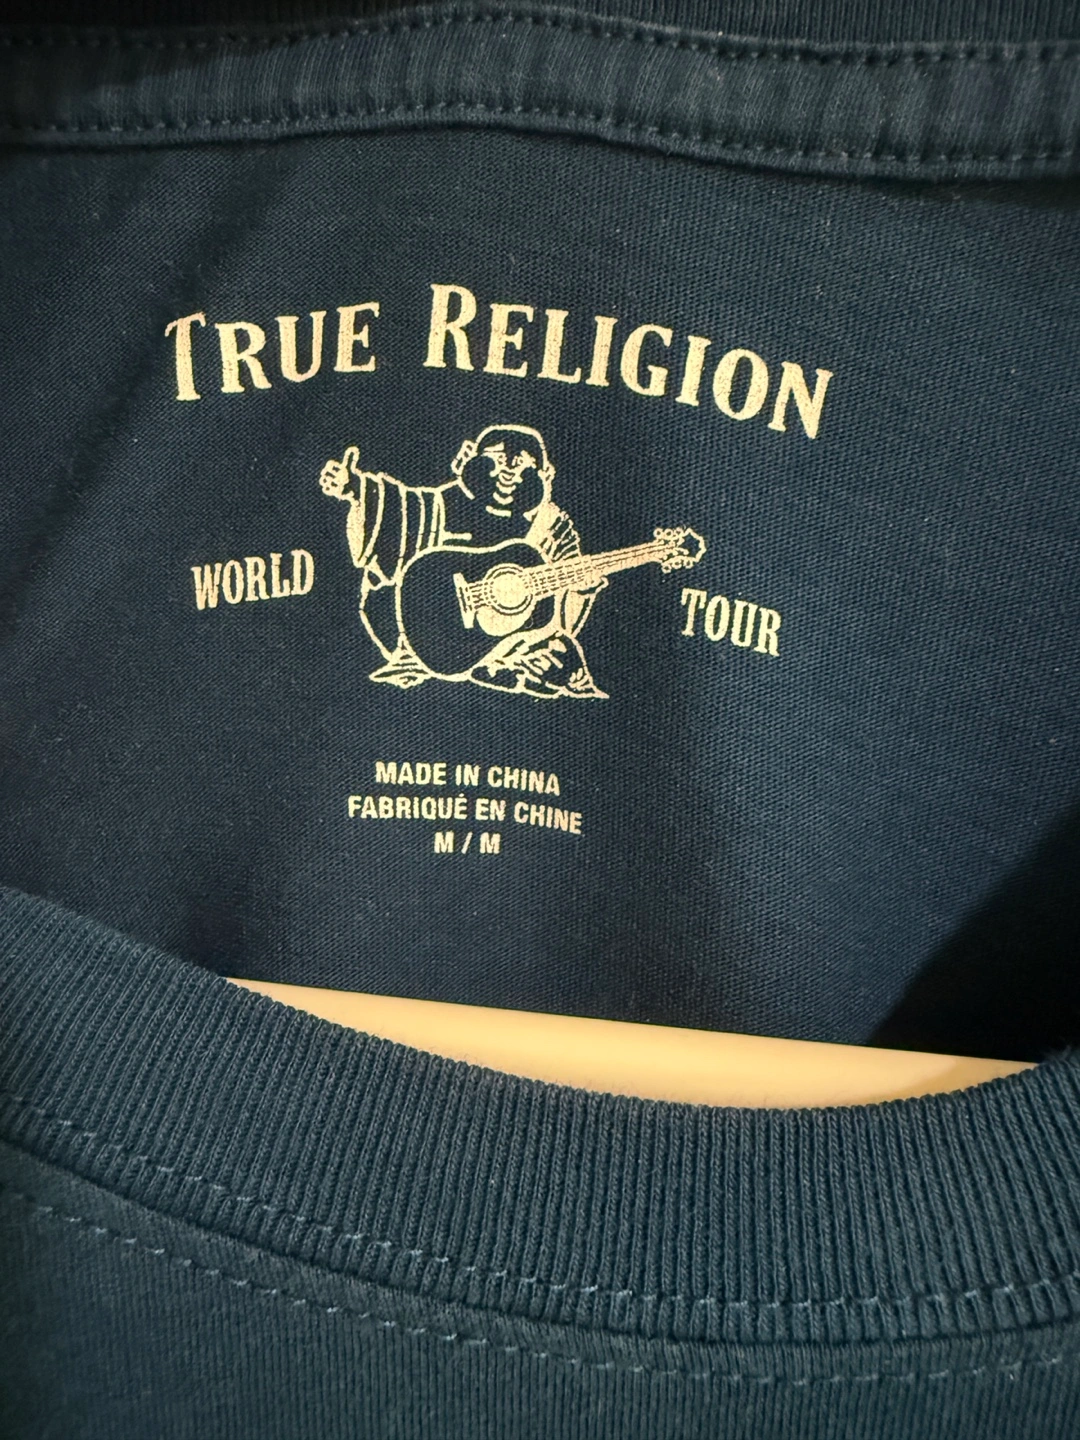 TRUE RELIGION
WORLD TOUR
MADE IN CHINA
FABRIQUÉ EN CHINE
M / M